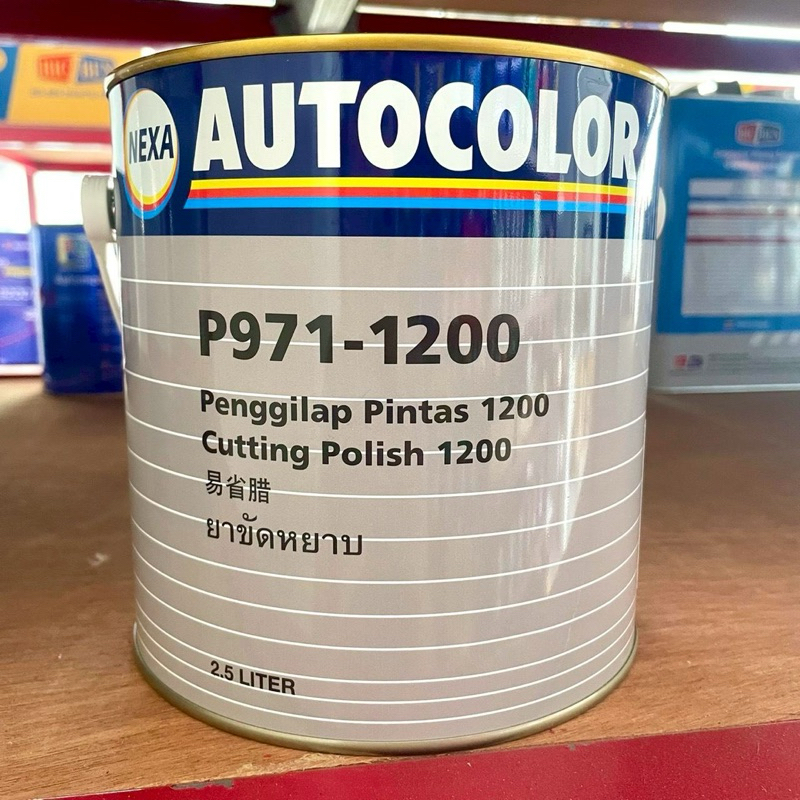 NEXA
AUTOCOLOR
P971-1200
Penggilap Pintas 1200
Cutting Polish 1200
易省腊
ยาขัดหยาบ
2.5 LITER